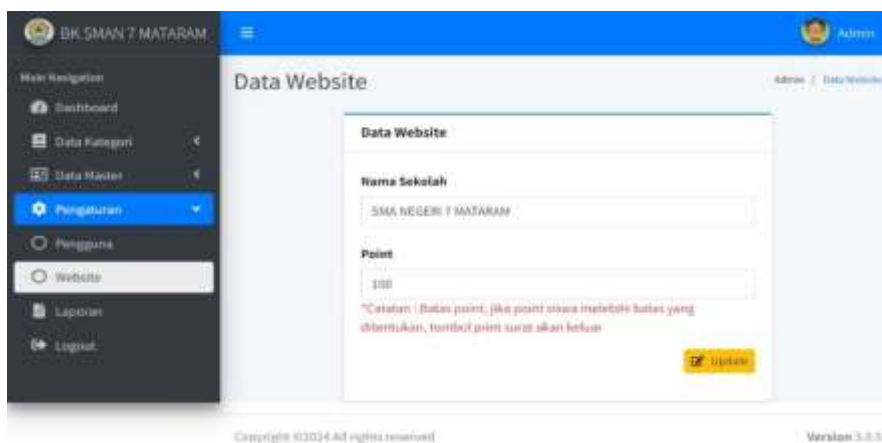 BK SMAN 7 MATARAM
Admin
Main Navigation
Dashboard
Data Kategori
Data Master
Pengaturan
Pengguna
Website
Laporan
Logout
Data Website
Admin / Data Website
Data Website
Nama Sekolah
SMA NEGERI 7 MATARAM
Point
100
*Catatan : Batas point, jika point siswa melebihi batas yang
ditentukan, tombol print surat akan keluar
Update
Copyright ©2024 All rights reserved
Version